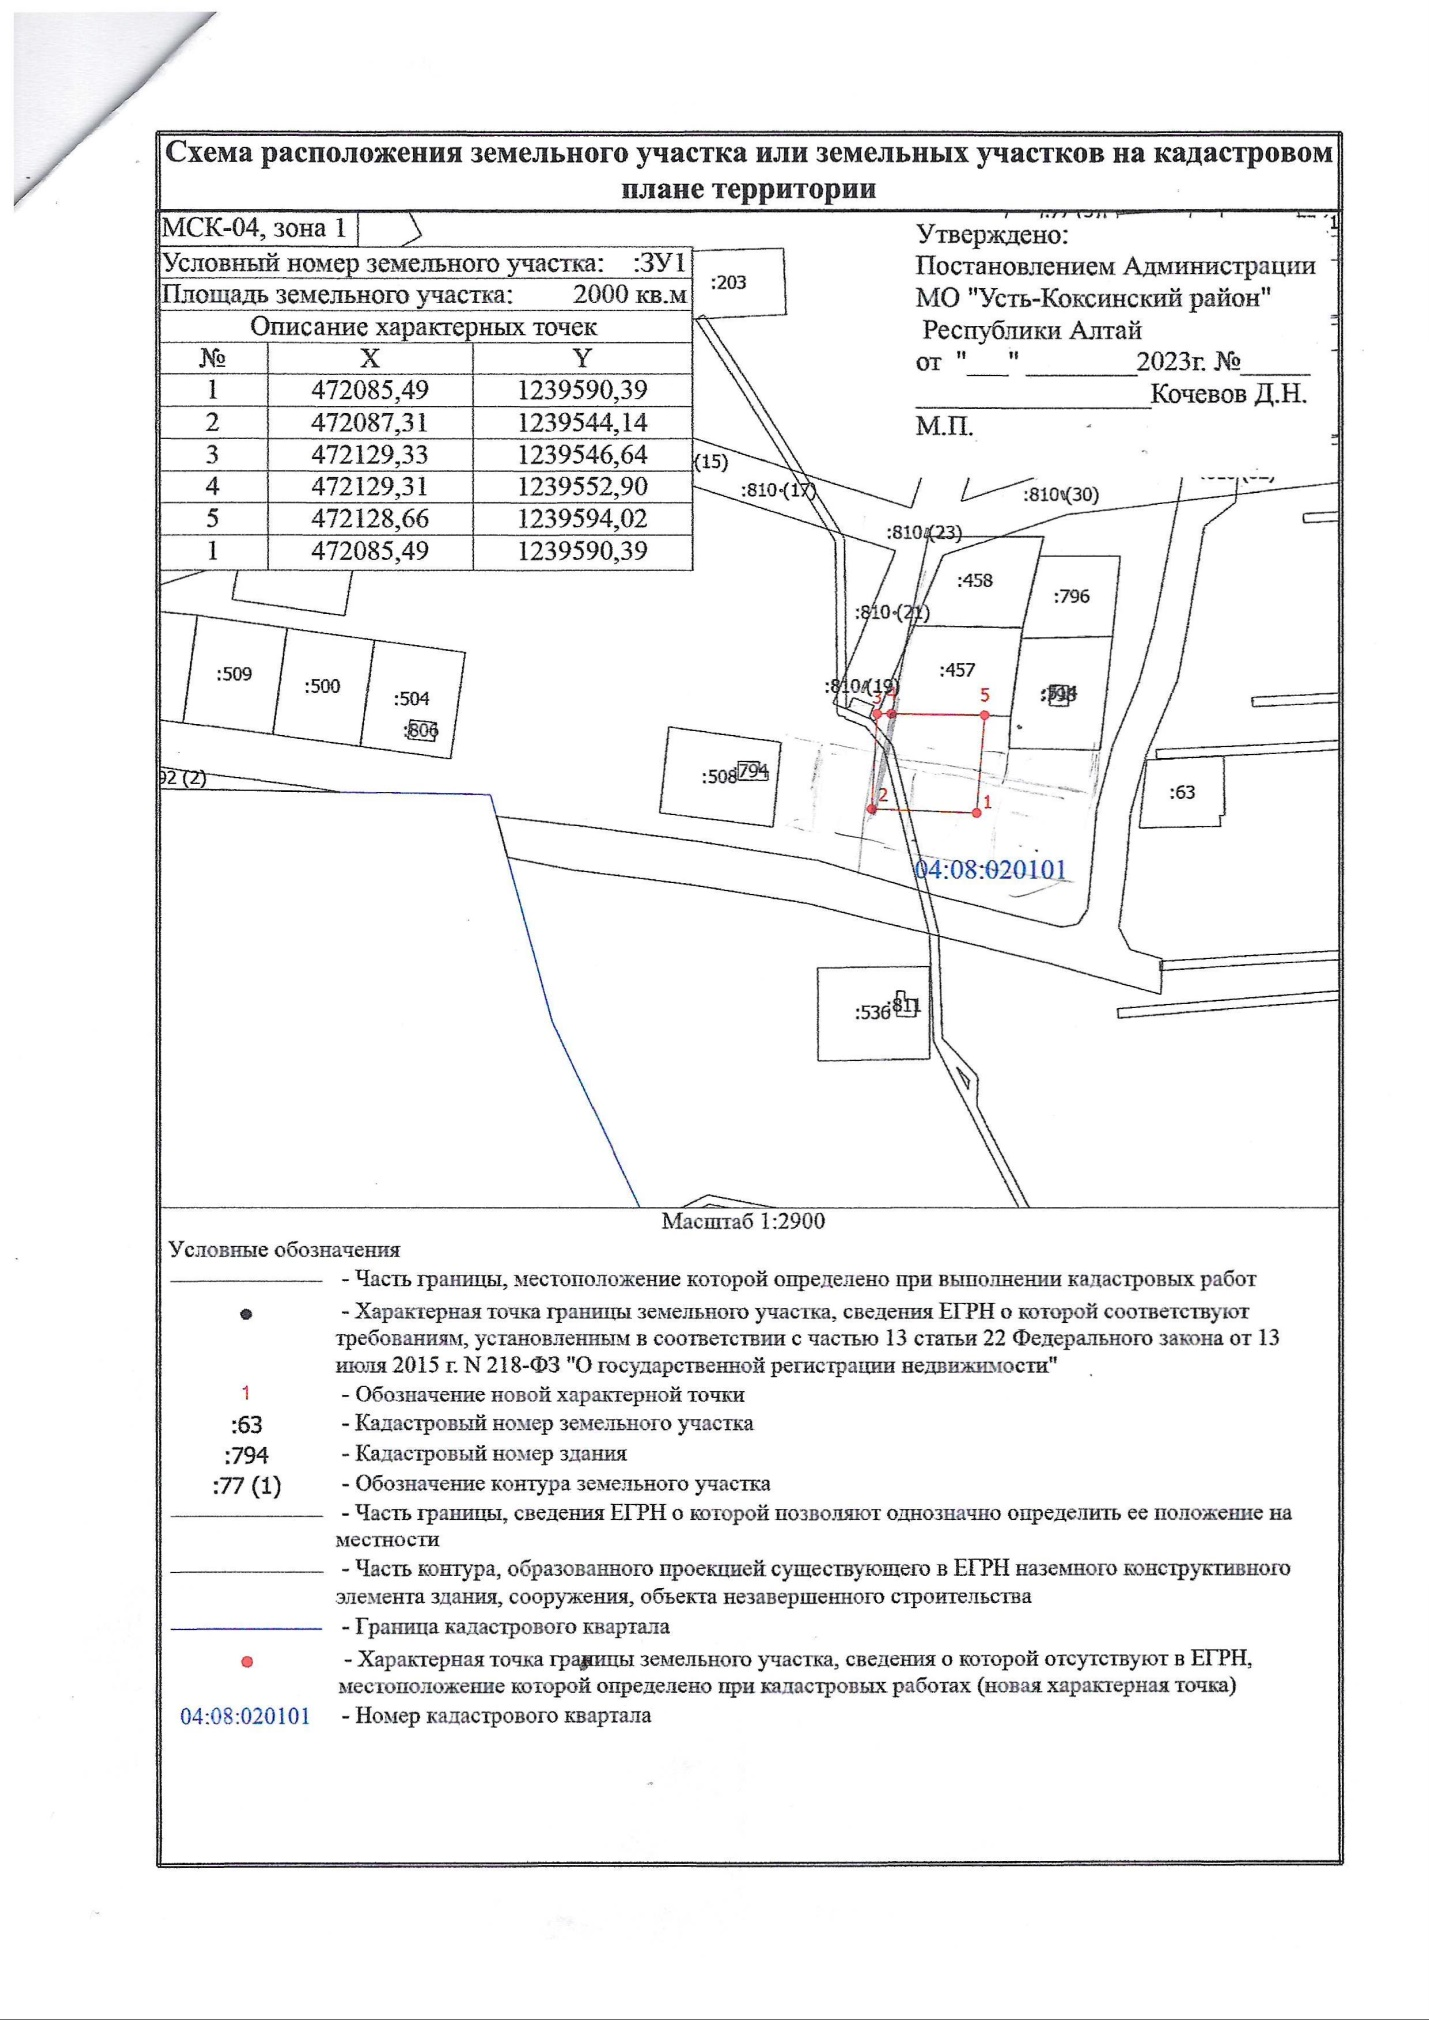 Схема расположения земельного участка или земельных участков на кадастровом
плане территории
МСК-04, зона 1
Условный номер земельного участка: :ЗУ1
Площадь земельного участка: 2000 кв.м
Описание характерных точек
№ X Y
1 472085,49 1239590,39
2 472087,31 1239544,14
3 472129,33 1239546,64
4 472129,31 1239552,90
5 472128,66 1239594,02
1 472085,49 1239590,39
Утверждено:
Постановлением Администрации
МО "Усть-Коксинский район"
Республики Алтай
от "___" ________2023г. №_____
_________________Кочевов Д.Н.
М.П.
:203
(15)
:810 (17)
:810 (30)
:810 (23)
:458
:796
:810 (21)
:457
:509
:500
:504
:806
:810 (19)
3
4
5
:508
:794
92 (2)
2
1
:63
04:08:020101
:536
:811
Масштаб 1:2900
Условные обозначения
- Часть границы, местоположение которой определено при выполнении кадастровых работ
- Характерная точка границы земельного участка, сведения ЕГРН о которой соответствуют
требованиям, установленным в соответствии с частью 13 статьи 22 Федерального закона от 13
июля 2015 г. N 218-ФЗ "О государственной регистрации недвижимости"
1 - Обозначение новой характерной точки
:63 - Кадастровый номер земельного участка
:794 - Кадастровый номер здания
:77 (1) - Обозначение контура земельного участка
- Часть границы, сведения ЕГРН о которой позволяют однозначно определить ее положение на
местности
- Часть контура, образованного проекцией существующего в ЕГРН наземного конструктивного
элемента здания, сооружения, объекта незавершенного строительства
- Граница кадастрового квартала
- Характерная точка границы земельного участка, сведения о которой отсутствуют в ЕГРН,
местоположение которой определено при кадастровых работах (новая характерная точка)
04:08:020101 - Номер кадастрового квартала